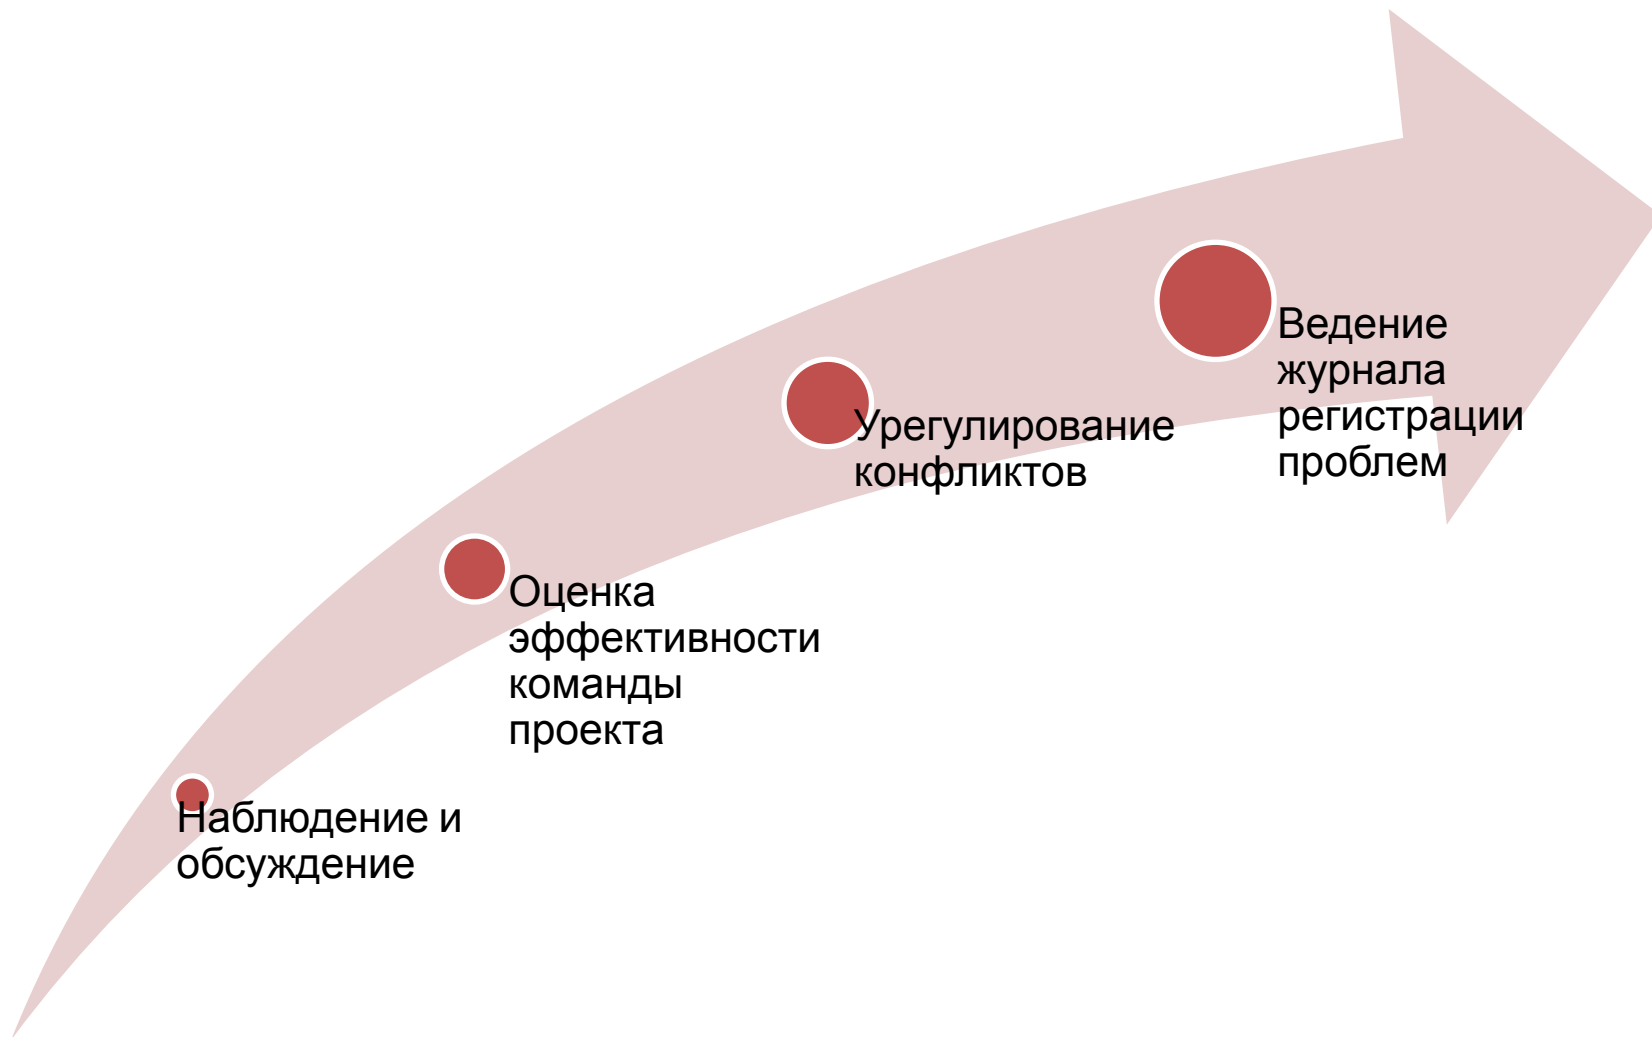 Наблюдение и
обсуждение
Оценка
эффективности
команды
проекта
Урегулирование
конфликтов
Ведение
журнала
регистрации
проблем